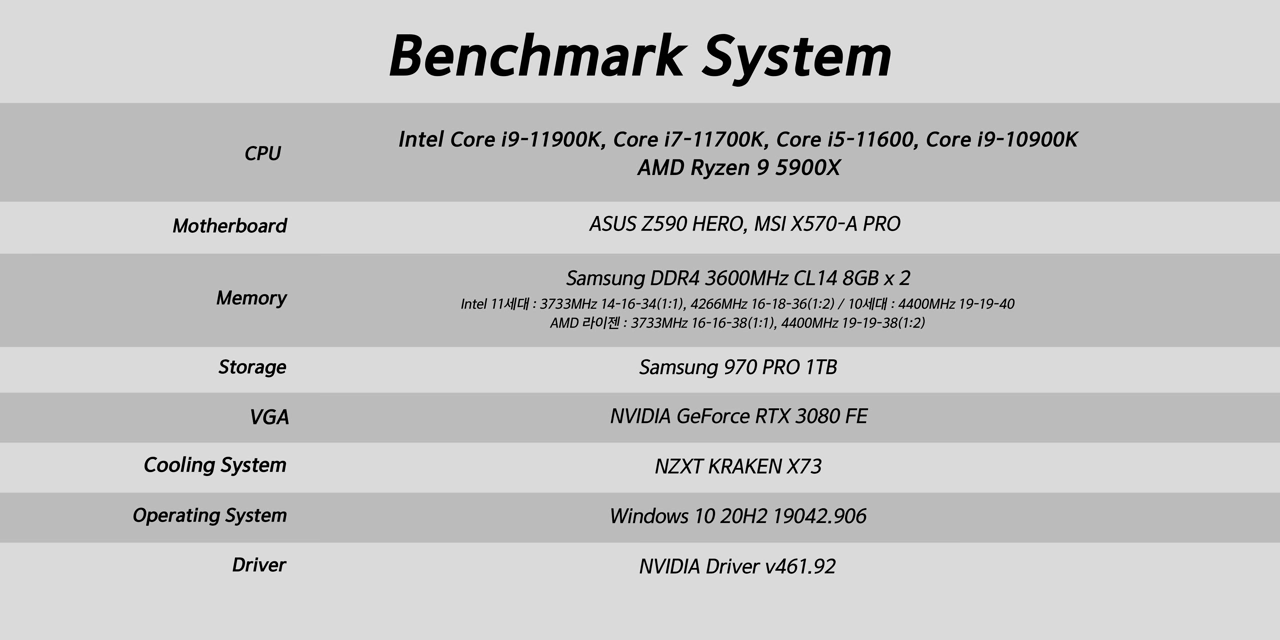 Benchmark System
CPU
Intel Core i9-11900K, Core i7-11700K, Core i5-11600, Core i9-10900K
AMD Ryzen 9 5900X
Motherboard
ASUS Z590 HERO, MSI X570-A PRO
Memory
Samsung DDR4 3600MHz CL14 8GB x 2
Intel 11세대 : 3733MHz 14-16-34(1:1), 4266MHz 16-18-36(1:2) / 10세대 : 4400MHz 19-19-40
AMD 라이젠 : 3733MHz 16-16-38(1:1), 4400MHz 19-19-38(1:2)
Storage
Samsung 970 PRO 1TB
VGA
NVIDIA GeForce RTX 3080 FE
Cooling System
NZXT KRAKEN X73
Operating System
Windows 10 20H2 19042.906
Driver
NVIDIA Driver v461.92